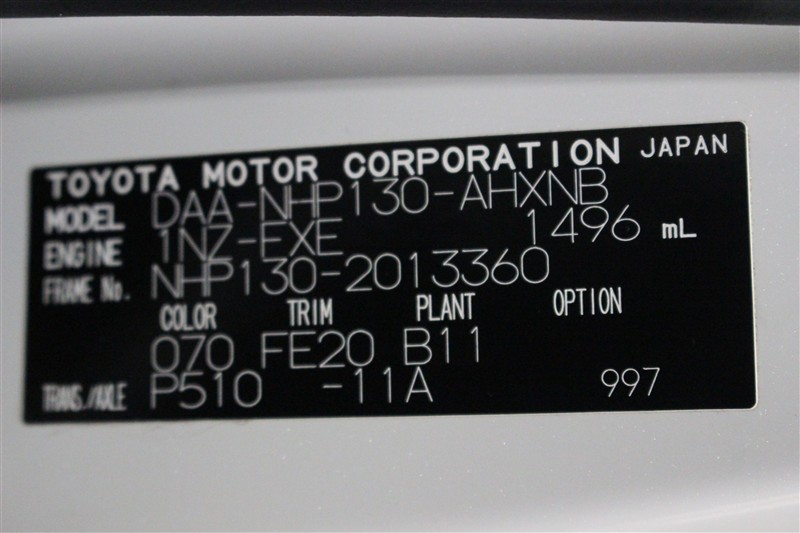 TOYOTA MOTOR CORPORATION JAPAN
MODEL DAA-NHP130-AHXNB
ENGINE 1NZ-EXE 1496 mL
FRAME No. NHP130-2013360
COLOR TRIM PLANT OPTION
070 FE20 B11
TRANS./AXLE P510 -11A 997